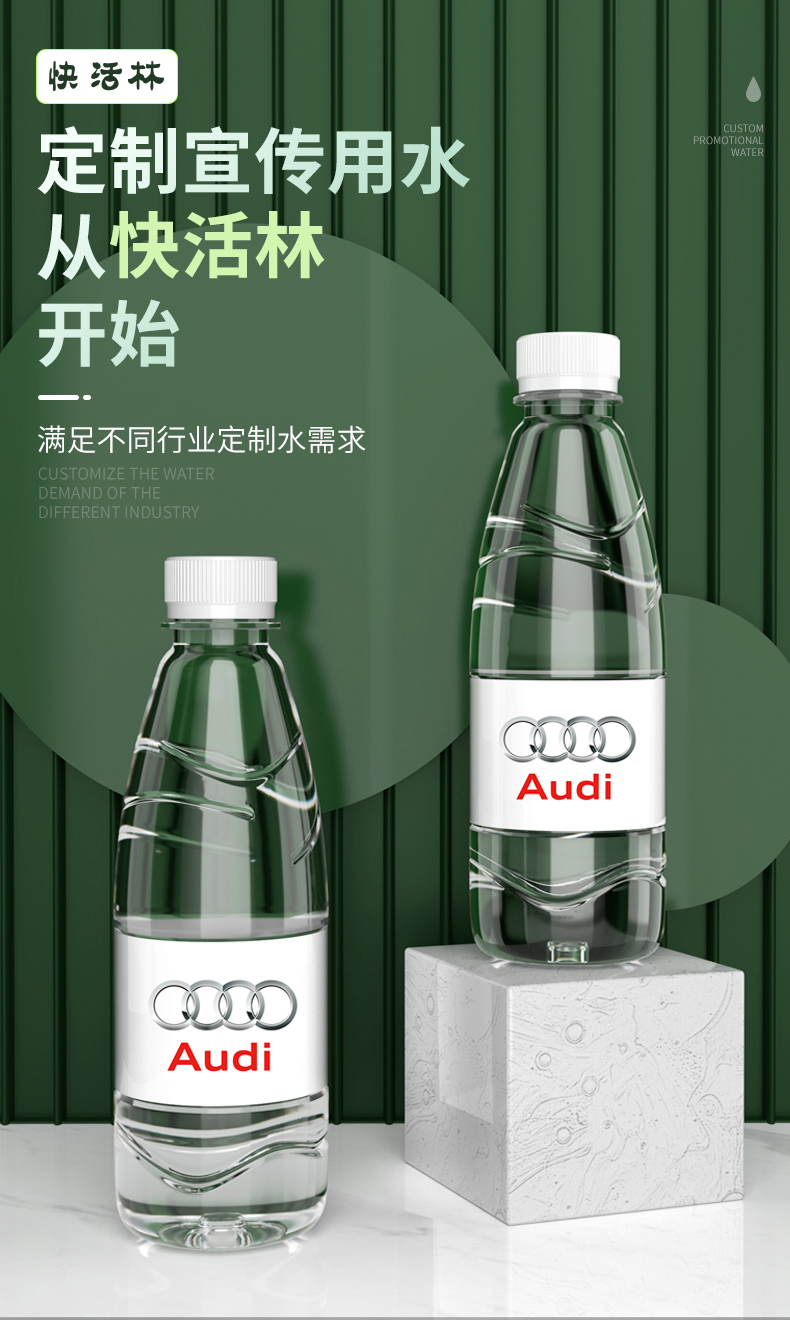 快活林
CUSTOM
PROMOTIONAL
WATER
定制宣传用水
从快活林
开始
满足不同行业定制水需求
CUSTOMIZE THE WATER
DEMAND OF THE
DIFFERENT INDUSTRY
Audi
Audi